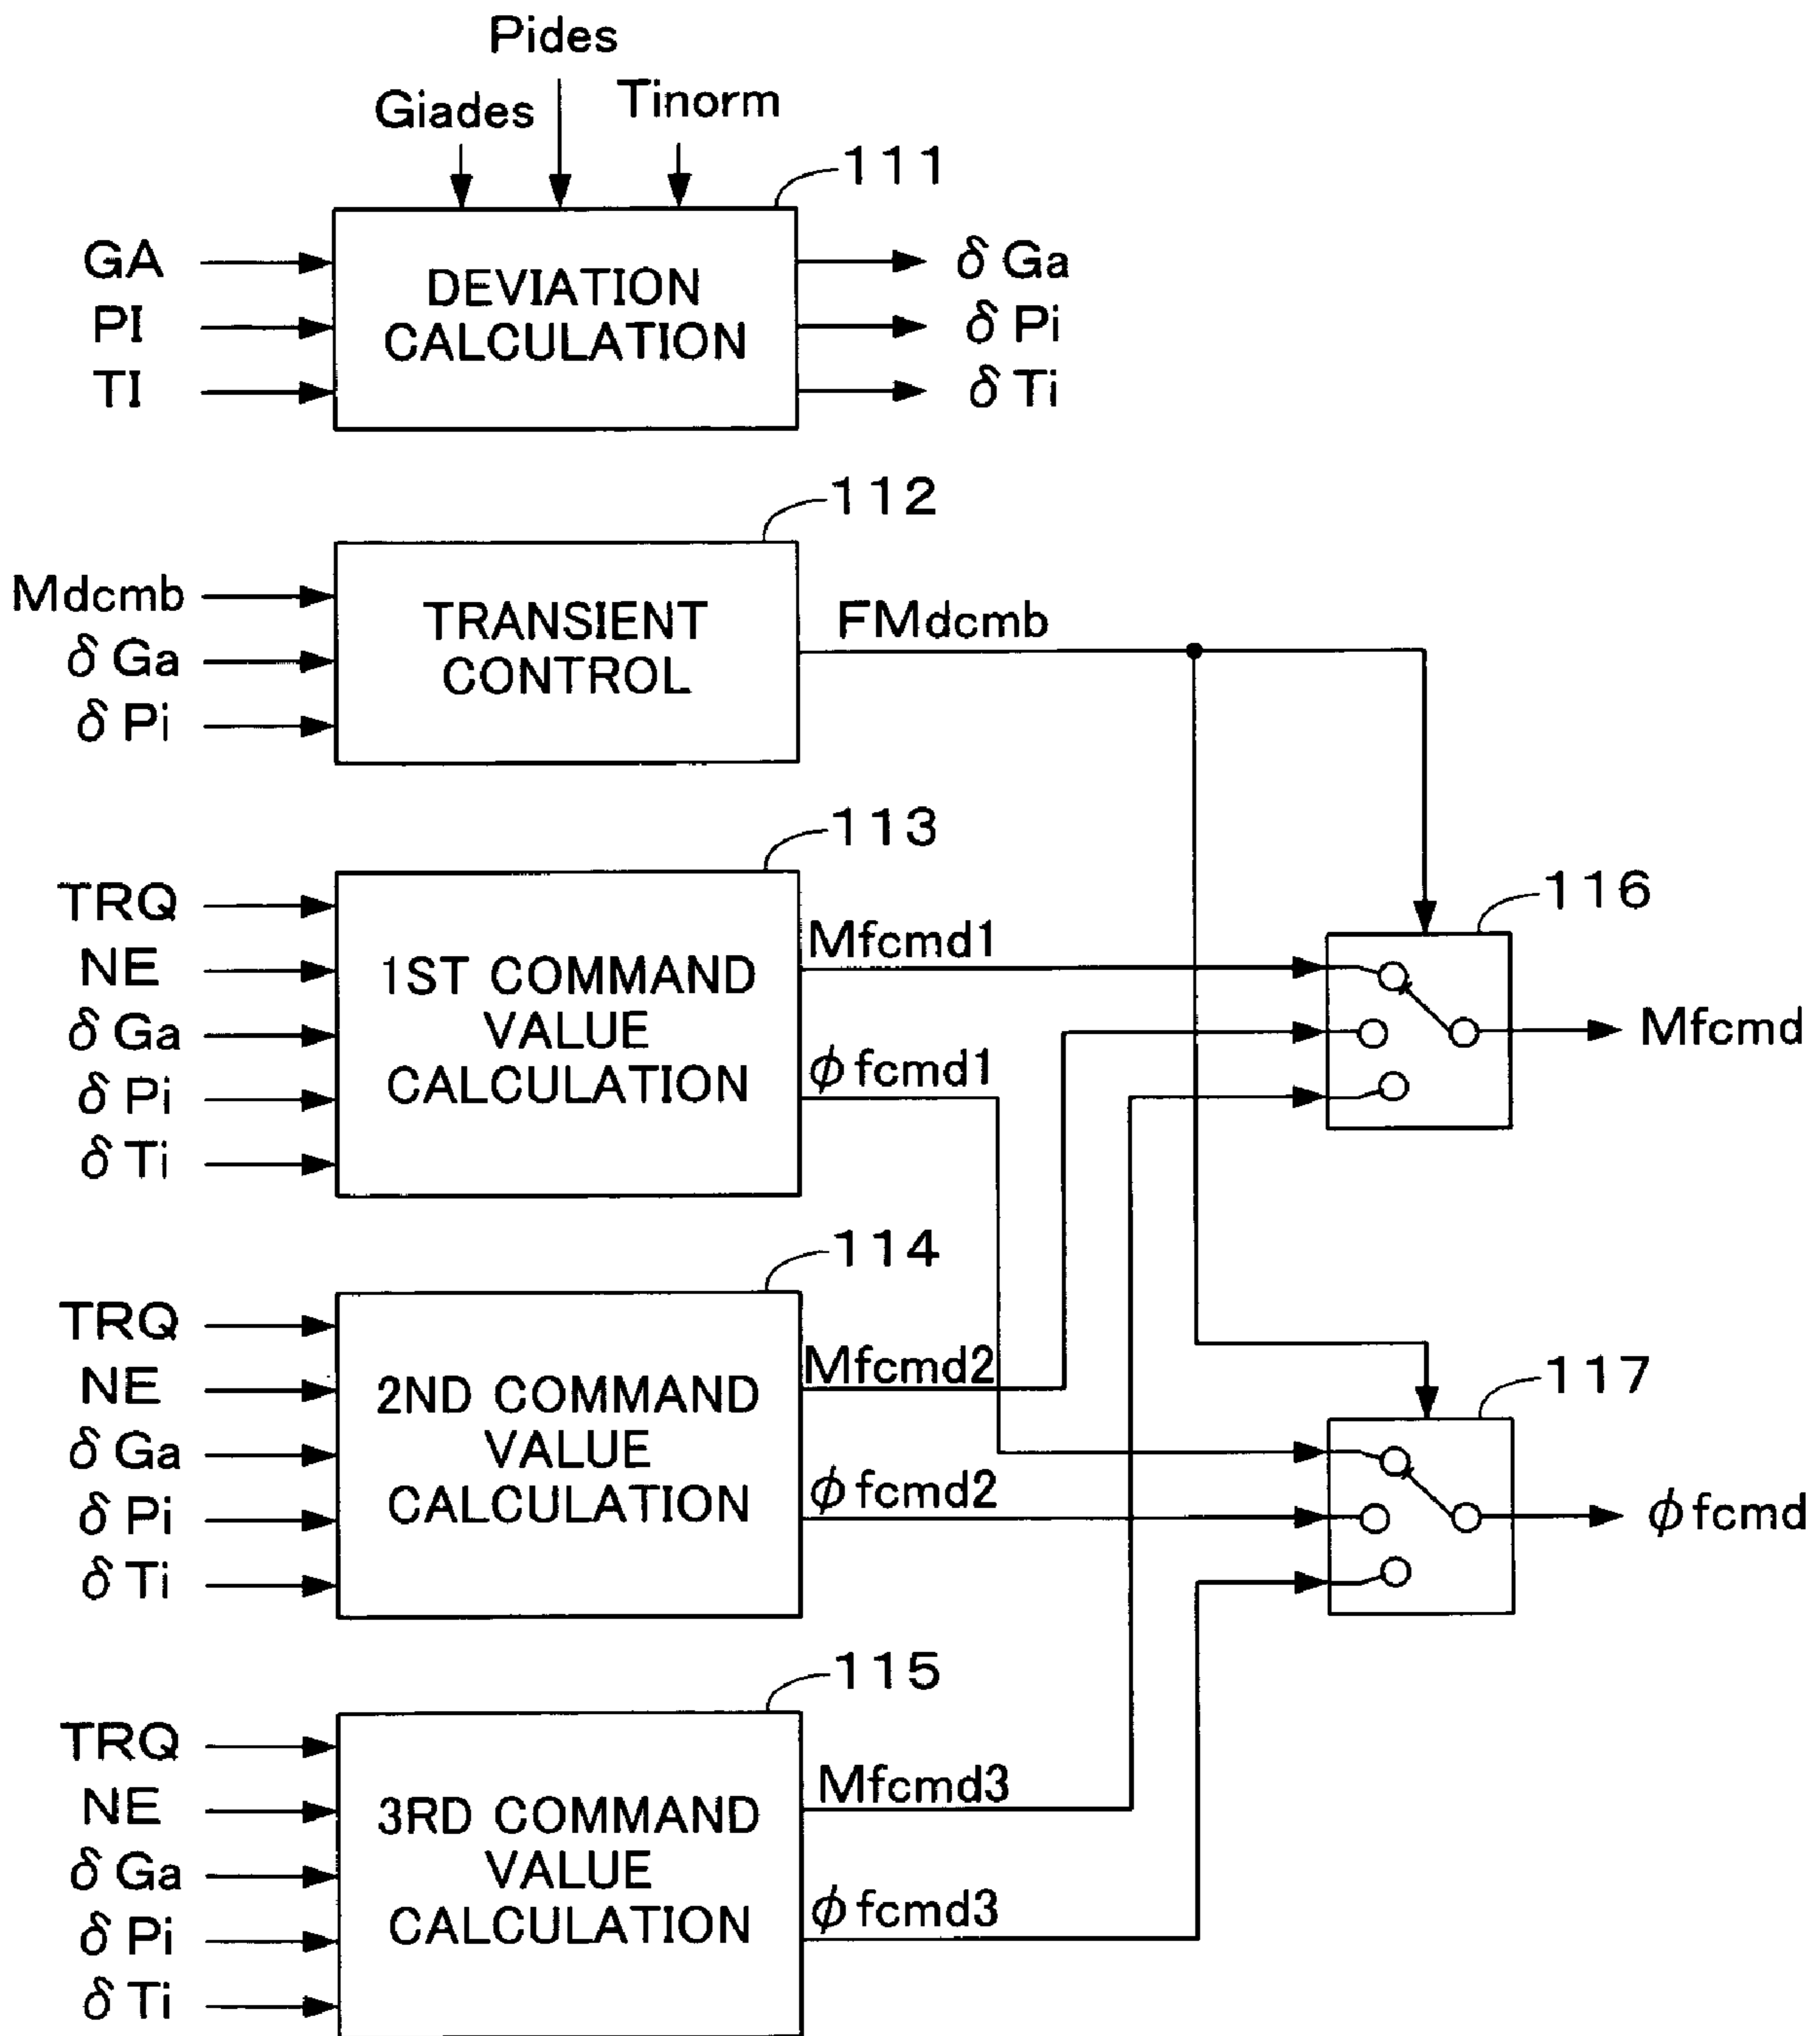 Pides
Giades
Tinorm
111
GA
PI
TI
DEVIATION
CALCULATION
δ Ga
δ Pi
δ Ti
112
Mdcmb
δ Ga
δ Pi
TRANSIENT
CONTROL
FMdcmb
113
TRQ
NE
δ Ga
δ Pi
δ Ti
1ST COMMAND
VALUE
CALCULATION
Mfcmd1
ϕ fcmd1
116
Mfcmd
114
TRQ
NE
δ Ga
δ Pi
δ Ti
2ND COMMAND
VALUE
CALCULATION
Mfcmd2
ϕ fcmd2
117
ϕ fcmd
115
TRQ
NE
δ Ga
δ Pi
δ Ti
3RD COMMAND
VALUE
CALCULATION
Mfcmd3
ϕ fcmd3